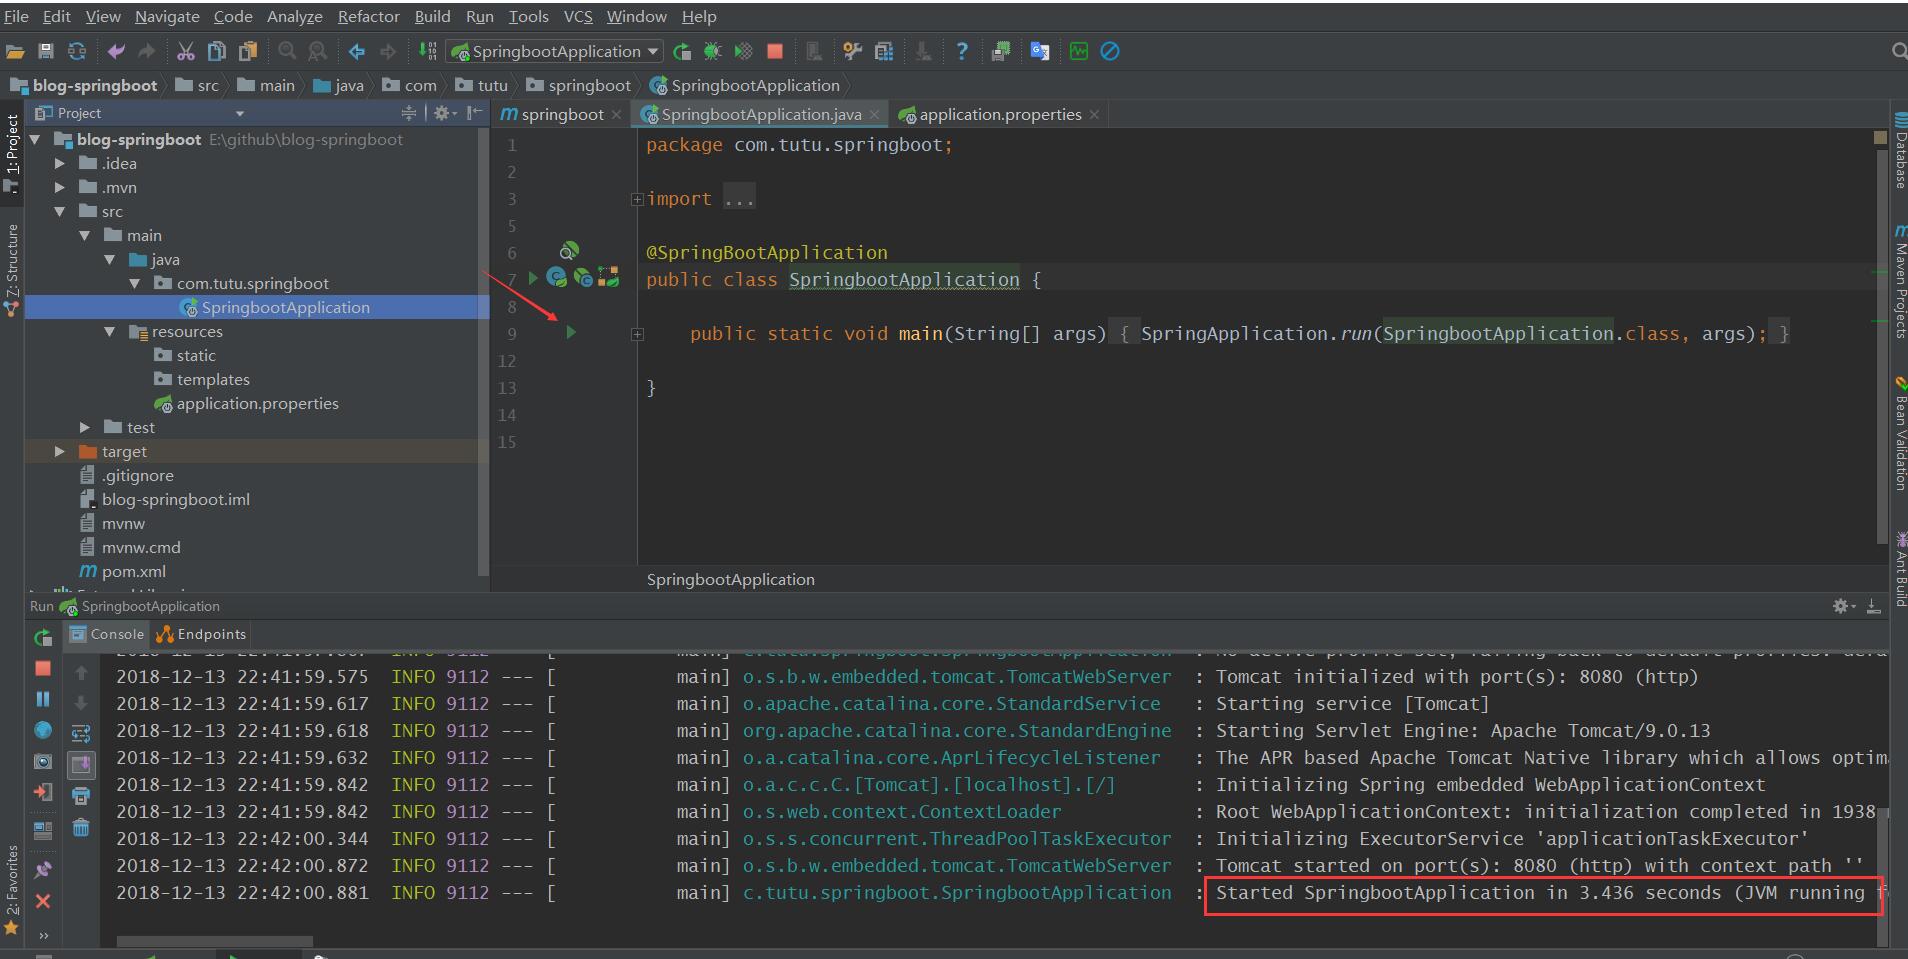 File Edit View Navigate Code Analyze Refactor Build Run Tools VCS Window Help
SpringbootApplication
blog-springboot src main java com tutu springboot SpringbootApplication
Project
springboot SpringbootApplication.java application.properties
1: Project
7: Structure
2: Favorites
blog-springboot E:\github\blog-springboot
.idea
.mvn
src
main
java
com.tutu.springboot
SpringbootApplication
resources
static
templates
application.properties
test
target
.gitignore
blog-springboot.iml
mvnw
mvnw.cmd
pom.xml
1 package com.tutu.springboot;
2
3 import ...
5
6 @SpringBootApplication
7 public class SpringbootApplication {
8
9 public static void main(String[] args) { SpringApplication.run(SpringbootApplication.class, args); }
12
13 }
14
15
SpringbootApplication
Database
Maven Projects
Bean Validation
Ant Build
Run SpringbootApplication
Console Endpoints
2018-12-13 22:41:59.575 INFO 9112 --- [ main] o.s.b.w.embedded.tomcat.TomcatWebServer : Tomcat initialized with port(s): 8080 (http)
2018-12-13 22:41:59.617 INFO 9112 --- [ main] o.apache.catalina.core.StandardService : Starting service [Tomcat]
2018-12-13 22:41:59.618 INFO 9112 --- [ main] org.apache.catalina.core.StandardEngine : Starting Servlet Engine: Apache Tomcat/9.0.13
2018-12-13 22:41:59.632 INFO 9112 --- [ main] o.a.catalina.core.AprLifecycleListener : The APR based Apache Tomcat Native library which allows optima
2018-12-13 22:41:59.842 INFO 9112 --- [ main] o.a.c.c.C.[Tomcat].[localhost].[/] : Initializing Spring embedded WebApplicationContext
2018-12-13 22:41:59.842 INFO 9112 --- [ main] o.s.web.context.ContextLoader : Root WebApplicationContext: initialization completed in 1938
2018-12-13 22:42:00.344 INFO 9112 --- [ main] o.s.s.concurrent.ThreadPoolTaskExecutor : Initializing ExecutorService 'applicationTaskExecutor'
2018-12-13 22:42:00.872 INFO 9112 --- [ main] o.s.b.w.embedded.tomcat.TomcatWebServer : Tomcat started on port(s): 8080 (http) with context path ''
2018-12-13 22:42:00.881 INFO 9112 --- [ main] c.tutu.springboot.SpringbootApplication : Started SpringbootApplication in 3.436 seconds (JVM running f